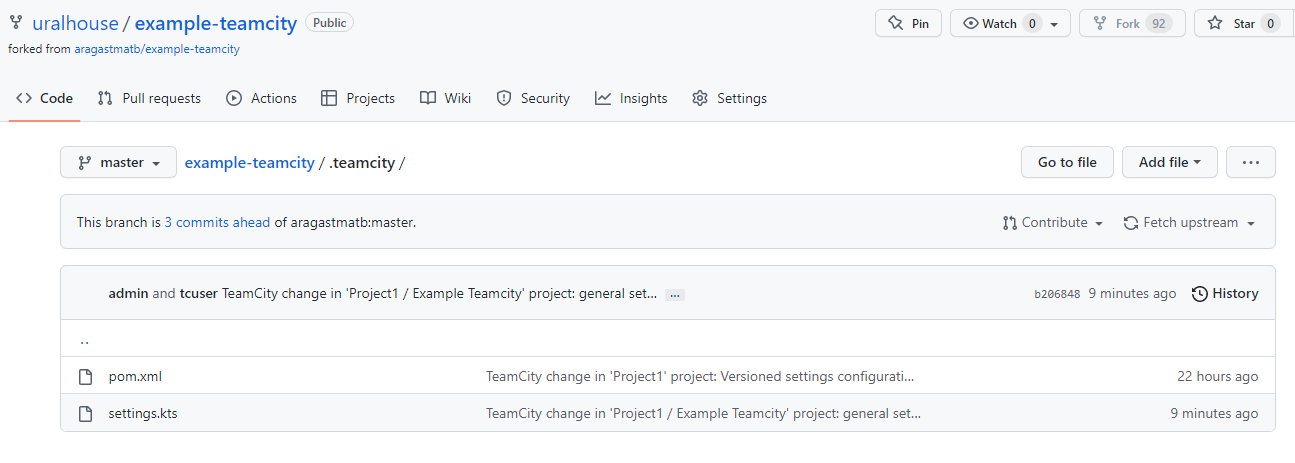 uralhouse / example-teamcity Public Pin Watch 0 Fork 92 Star 0
forked from aragastmatb/example-teamcity
Code Pull requests Actions Projects Wiki Security Insights Settings
master example-teamcity / .teamcity / Go to file Add file ...
This branch is 3 commits ahead of aragastmatb:master. Contribute Fetch upstream
admin and tcuser TeamCity change in 'Project1 / Example Teamcity' project: general set... ... b206848 9 minutes ago History
..
pom.xml TeamCity change in 'Project1' project: Versioned settings configurati... 22 hours ago
settings.kts TeamCity change in 'Project1 / Example Teamcity' project: general set... 9 minutes ago